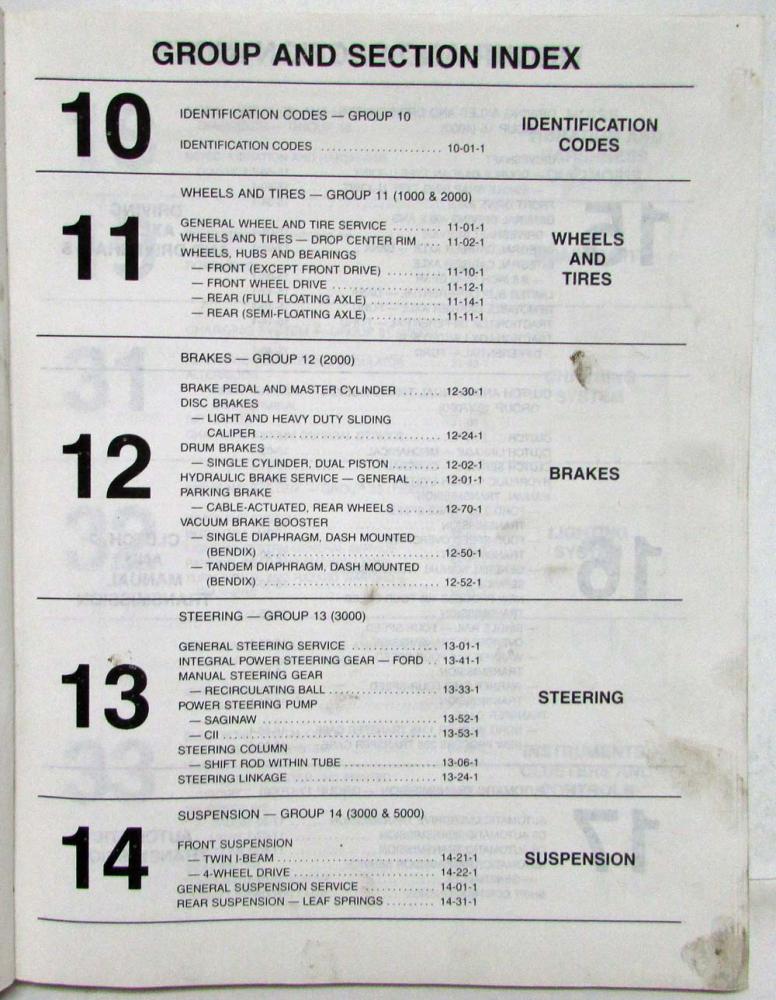 GROUP AND SECTION INDEX
10
IDENTIFICATION CODES — GROUP 10
IDENTIFICATION CODES .................... 10-01-1
IDENTIFICATION
CODES
11
WHEELS AND TIRES — GROUP 11 (1000 & 2000)
GENERAL WHEEL AND TIRE SERVICE ......... 11-01-1
WHEELS AND TIRES — DROP CENTER RIM .... 11-02-1
WHEELS, HUBS AND BEARINGS
— FRONT (EXCEPT FRONT DRIVE) ......... 11-10-1
— FRONT WHEEL DRIVE .................. 11-12-1
— REAR (FULL FLOATING AXLE) ........... 11-14-1
— REAR (SEMI-FLOATING AXLE) ........... 11-11-1
WHEELS
AND
TIRES
12
BRAKES — GROUP 12 (2000)
BRAKE PEDAL AND MASTER CYLINDER ....... 12-30-1
DISC BRAKES
— LIGHT AND HEAVY DUTY SLIDING
CALIPER ............................. 12-24-1
DRUM BRAKES
— SINGLE CYLINDER, DUAL PISTON ........ 12-02-1
HYDRAULIC BRAKE SERVICE — GENERAL ..... 12-01-1
PARKING BRAKE
— CABLE-ACTUATED, REAR WHEELS ........ 12-70-1
VACUUM BRAKE BOOSTER
— SINGLE DIAPHRAGM, DASH MOUNTED
(BENDIX) ............................. 12-50-1
— TANDEM DIAPHRAGM, DASH MOUNTED
(BENDIX) ............................. 12-52-1
BRAKES
13
STEERING — GROUP 13 (3000)
GENERAL STEERING SERVICE .............. 13-01-1
INTEGRAL POWER STEERING GEAR — FORD .. 13-41-1
MANUAL STEERING GEAR
— RECIRCULATING BALL .................. 13-33-1
POWER STEERING PUMP
— SAGINAW ............................. 13-52-1
— CII .................................. 13-53-1
STEERING COLUMN
— SHIFT ROD WITHIN TUBE ............... 13-06-1
STEERING LINKAGE ...................... 13-24-1
STEERING
14
SUSPENSION — GROUP 14 (3000 & 5000)
FRONT SUSPENSION
— TWIN I-BEAM .......................... 14-21-1
— 4-WHEEL DRIVE ........................ 14-22-1
GENERAL SUSPENSION SERVICE ............ 14-01-1
REAR SUSPENSION — LEAF SPRINGS ......... 14-31-1
SUSPENSION